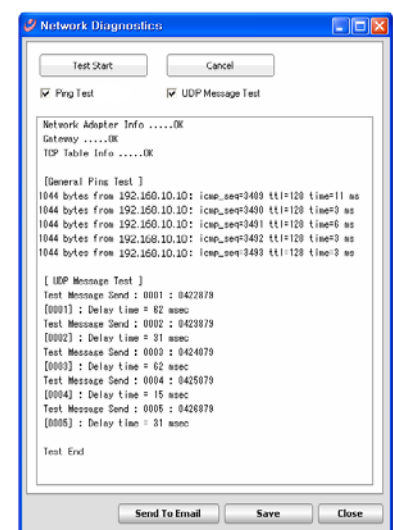 Network Diagnostics
Test Start Cancel
Ping Test UDP Message Test
Network Adapter Info .....OK
Gateway .....OK
TCP Table Info .....OK
[General Ping Test ]
1044 bytes from 192.168.10.10: icmp_seq=3489 ttl=128 time=11 ms
1044 bytes from 192.168.10.10: icmp_seq=3490 ttl=128 time=3 ms
1044 bytes from 192.168.10.10: icmp_seq=3491 ttl=128 time=6 ms
1044 bytes from 192.168.10.10: icmp_seq=3492 ttl=128 time=3 ms
1044 bytes from 192.168.10.10: icmp_seq=3493 ttl=128 time=3 ms
[ UDP Message Test ]
Test Message Send : 0001 : 0422879
[0001] : Delay time = 62 msec
Test Message Send : 0002 : 0423879
[0002] : Delay time = 31 msec
Test Message Send : 0003 : 0424879
[0003] : Delay time = 62 msec
Test Message Send : 0004 : 0425879
[0004] : Delay time = 15 msec
Test Message Send : 0005 : 0426879
[0005] : Delay time = 31 msec
Test End
Send To Email Save Close